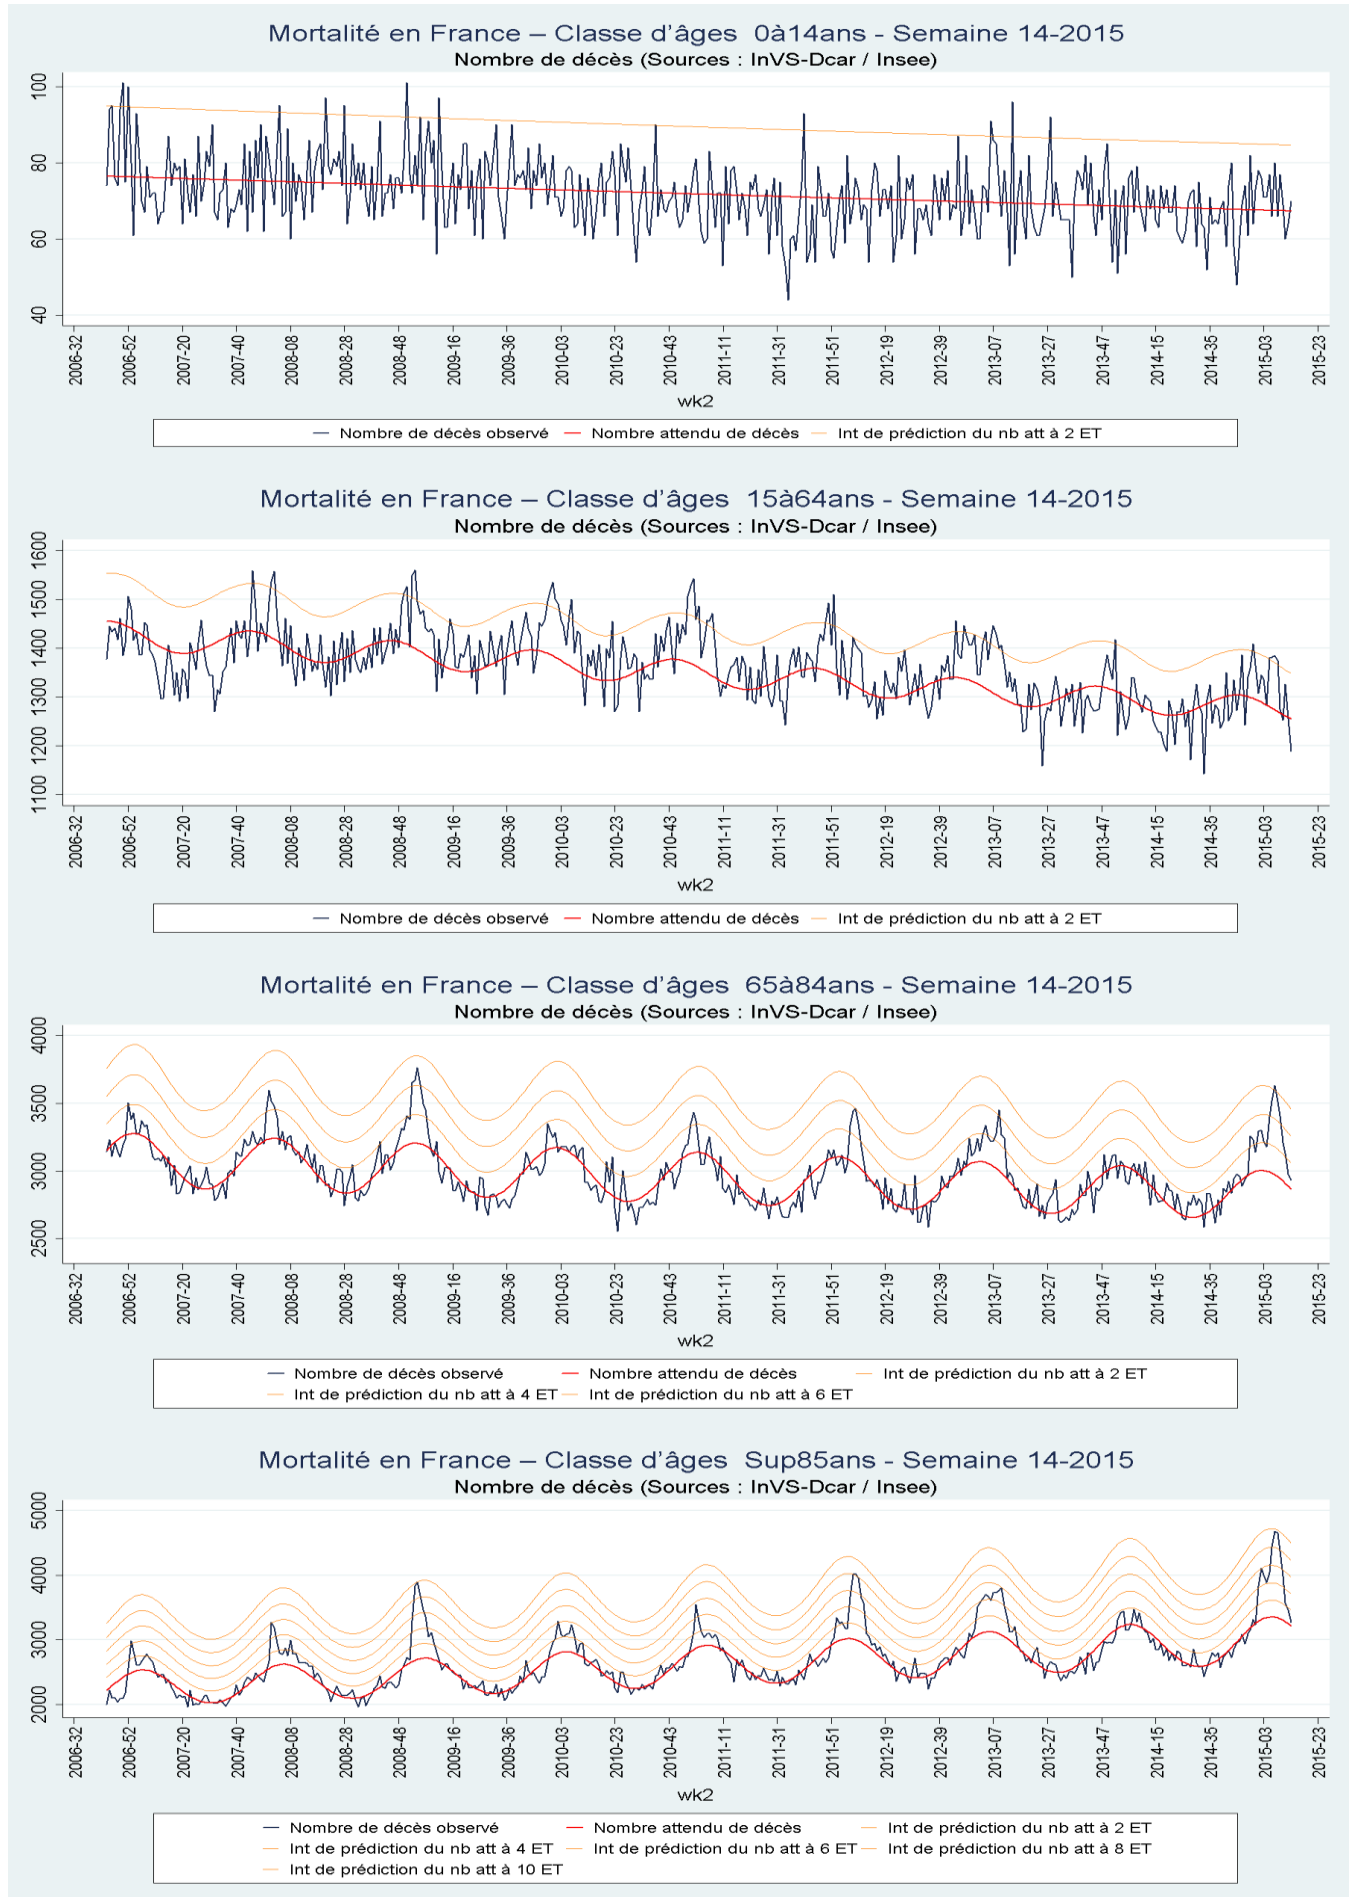 Mortalité en France – Classe d’âges 0à14ans - Semaine 14-2015
Nombre de décès (Sources : InVS-Dcar / Insee)
100
80
60
40
2006-32 2006-52 2007-20 2007-40 2008-08 2008-28 2008-48 2009-16 2009-36 2010-03 2010-23 2010-43 2011-11 2011-31 2011-51 2012-19 2012-39 2013-07 2013-27 2013-47 2014-15 2014-35 2015-03 2015-23
wk2
Nombre de décès observé Nombre attendu de décès Int de prédiction du nb att à 2 ET
Mortalité en France – Classe d’âges 15à64ans - Semaine 14-2015
Nombre de décès (Sources : InVS-Dcar / Insee)
1600
1500
1400
1300
1200
1100
2006-32 2006-52 2007-20 2007-40 2008-08 2008-28 2008-48 2009-16 2009-36 2010-03 2010-23 2010-43 2011-11 2011-31 2011-51 2012-19 2012-39 2013-07 2013-27 2013-47 2014-15 2014-35 2015-03 2015-23
wk2
Nombre de décès observé Nombre attendu de décès Int de prédiction du nb att à 2 ET
Mortalité en France – Classe d’âges 65à84ans - Semaine 14-2015
Nombre de décès (Sources : InVS-Dcar / Insee)
4000
3500
3000
2500
2006-32 2006-52 2007-20 2007-40 2008-08 2008-28 2008-48 2009-16 2009-36 2010-03 2010-23 2010-43 2011-11 2011-31 2011-51 2012-19 2012-39 2013-07 2013-27 2013-47 2014-15 2014-35 2015-03 2015-23
wk2
Nombre de décès observé Nombre attendu de décès Int de prédiction du nb att à 2 ET
Int de prédiction du nb att à 4 ET Int de prédiction du nb att à 6 ET
Mortalité en France – Classe d’âges Sup85ans - Semaine 14-2015
Nombre de décès (Sources : InVS-Dcar / Insee)
5000
4000
3000
2000
2006-32 2006-52 2007-20 2007-40 2008-08 2008-28 2008-48 2009-16 2009-36 2010-03 2010-23 2010-43 2011-11 2011-31 2011-51 2012-19 2012-39 2013-07 2013-27 2013-47 2014-15 2014-35 2015-03 2015-23
wk2
Nombre de décès observé Nombre attendu de décès Int de prédiction du nb att à 2 ET
Int de prédiction du nb att à 4 ET Int de prédiction du nb att à 6 ET Int de prédiction du nb att à 8 ET
Int de prédiction du nb att à 10 ET